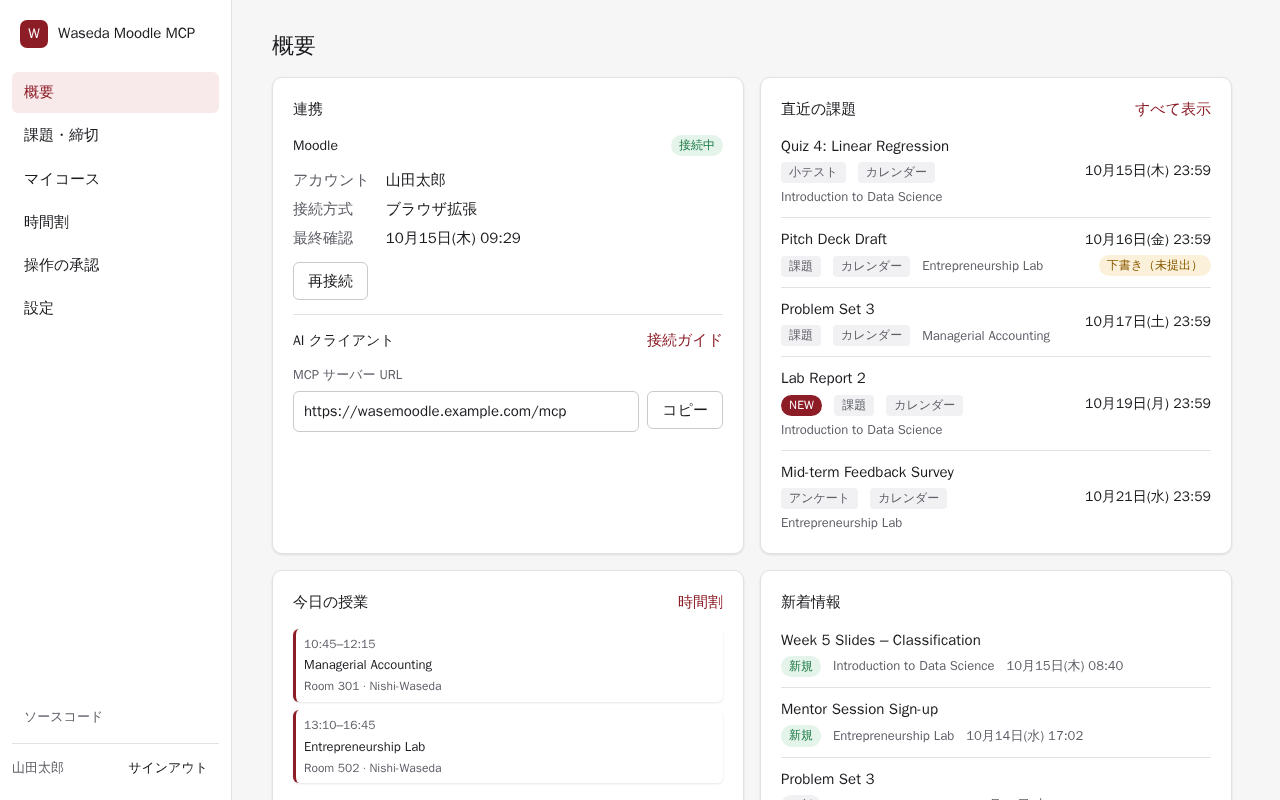 W Waseda Moodle MCP
概要
課題・締切
マイコース
時間割
操作の承認
設定
ソースコード
山田太郎 サインアウト
概要
連携
Moodle 接続中
アカウント 山田太郎
接続方式 ブラウザ拡張
最終確認 10月15日(木) 09:29
再接続
AI クライアント 接続ガイド
MCP サーバー URL
https://wasemoodle.example.com/mcp コピー
直近の課題 すべて表示
Quiz 4: Linear Regression
小テスト カレンダー 10月15日(木) 23:59
Introduction to Data Science
Pitch Deck Draft 10月16日(金) 23:59
課題 カレンダー Entrepreneurship Lab 下書き（未提出）
Problem Set 3 10月17日(土) 23:59
課題 カレンダー Managerial Accounting
Lab Report 2
NEW 課題 カレンダー 10月19日(月) 23:59
Introduction to Data Science
Mid-term Feedback Survey
アンケート カレンダー 10月21日(水) 23:59
Entrepreneurship Lab
今日の授業 時間割
10:45–12:15
Managerial Accounting
Room 301 · Nishi-Waseda
13:10–16:45
Entrepreneurship Lab
Room 502 · Nishi-Waseda
新着情報
Week 5 Slides – Classification
新規 Introduction to Data Science 10月15日(木) 08:40
Mentor Session Sign-up
新規 Entrepreneurship Lab 10月14日(水) 17:02
Problem Set 3